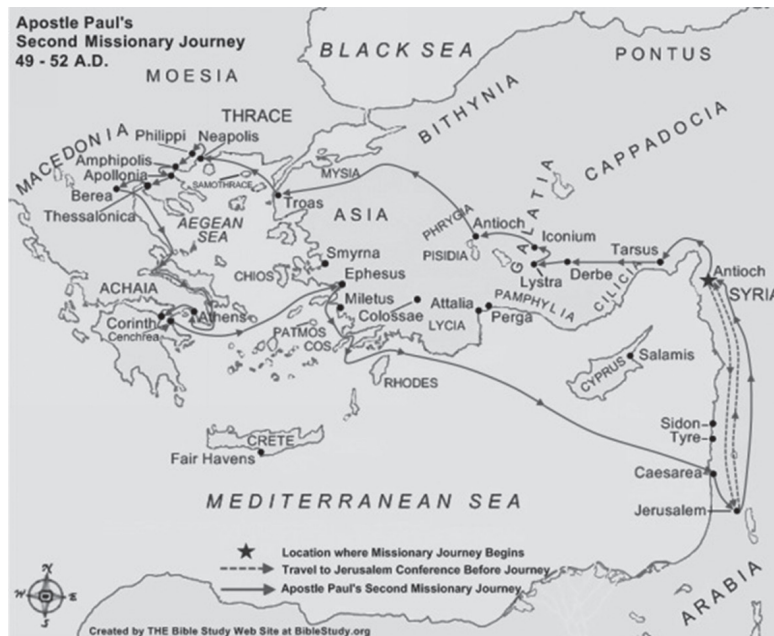 Apostle Paul's
Second Missionary Journey
49 - 52 A.D.
BLACK SEA
PONTUS
MOESIA
THRACE
BITHYNIA
CAPPADOCIA
MACEDONIA
Philippi
Neapolis
Amphipolis
Apollonia
SAMOTHRACE
Berea
Thessalonica
MYSIA
Troas
AEGEAN
SEA
ASIA
PHRYGIA
Antioch
GALATIA
Iconium
PISIDIA
Lystra
Derbe
Tarsus
CILICIA
Antioch
SYRIA
Smyrna
CHIOS
Ephesus
ACHAIA
Athens
Corinth
Cenchrea
Miletus
Colossae
Attalia
Perga
PAMPHYLIA
LYCIA
PATMOS
COS
RHODES
CYPRUS
Salamis
Sidon
Tyre
CRETE
Fair Havens
Caesarea
Jerusalem
MEDITERRANEAN SEA
ARABIA
Location where Missionary Journey Begins
Travel to Jerusalem Conference Before Journey
Apostle Paul's Second Missionary Journey
N
W
E
S
Created by THE Bible Study Web Site at BibleStudy.org